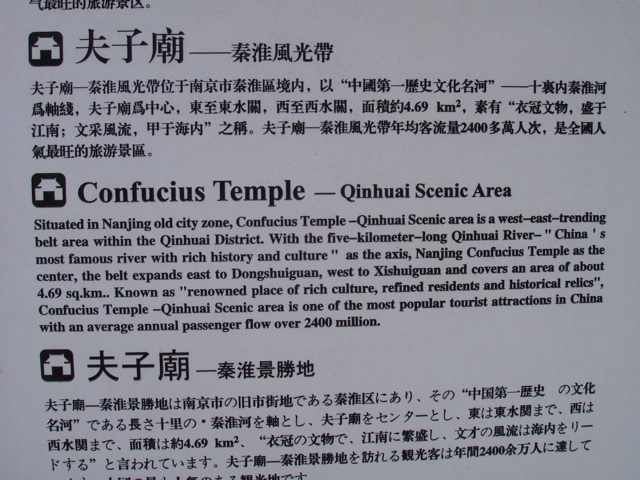 气最旺的旅游景区。
夫子廟——秦淮風光帶
夫子廟—秦淮風光帶位于南京市秦淮區境内，以“中國第一歷史文化名河”——十裏内秦淮河
爲軸綫，夫子廟爲中心，東至東水關，西至西水關，面積約4.69 km²，素有“衣冠文物，盛于
江南；文采風流，甲于海内”之稱。夫子廟—秦淮風光帶年均客流量2400多萬人次，是全國人
氣最旺的旅游景區。
Confucius Temple — Qinhuai Scenic Area
Situated in Nanjing old city zone, Confucius Temple –Qinhuai Scenic area is a west–east–trending
belt area within the Qinhuai District. With the five–kilometer–long Qinhuai River– " China ' s
most famous river with rich history and culture " as the axis, Nanjing Confucius Temple as the
center, the belt expands east to Dongshuiguan, west to Xishuiguan and covers an area of about
4.69 sq.km.. Known as "renowned place of rich culture, refined residents and historical relics",
Confucius Temple –Qinhuai Scenic area is one of the most popular tourist attractions in China
with an average annual passenger flow over 2400 million.
夫子廟—秦淮景勝地
夫子廟—秦淮景勝地は南京市の旧市街地である秦淮区にあり、その“中国第一歴史 の文化
名河”である長さ十里の▪秦淮河を軸とし、夫子廟をセンターとし、東は東水関まで、西は
西水関まで、面積は約4.69 km²、“衣冠の文物で、江南に繁盛し、文才の風流は海内をリー
ドする”と言われています。夫子廟—秦淮景勝地を訪れる観光客は年間2400余万人に達して